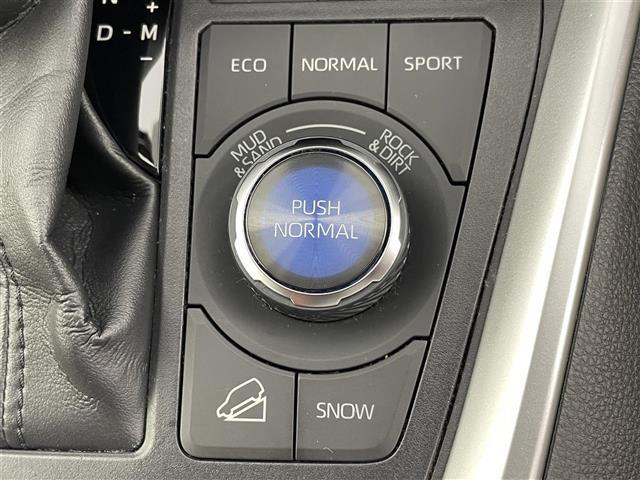 N +
D - M
-
ECO NORMAL SPORT
MUD
& SAND
ROCK
& DIRT
PUSH
NORMAL
SNOW